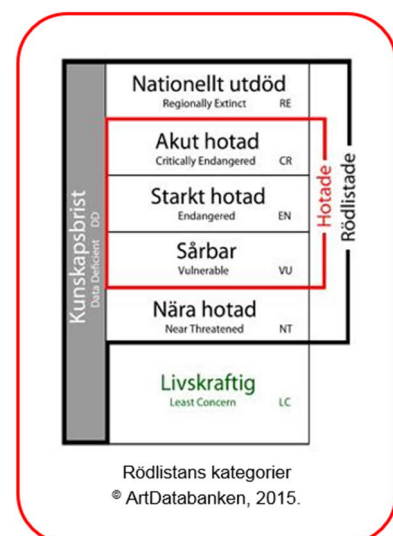 Nationellt utdöd
Regionally Extinct RE
Akut hotad
Critically Endangered CR
Starkt hotad
Endangered EN
Sårbar
Vulnerable VU
Nära hotad
Near Threatened NT
Livskraftig
Least Concern LC
Kunskapsbrist
Data Deficient DD
Hotade
Rödlistade
Rödlistans kategorier
© ArtDatabanken, 2015.